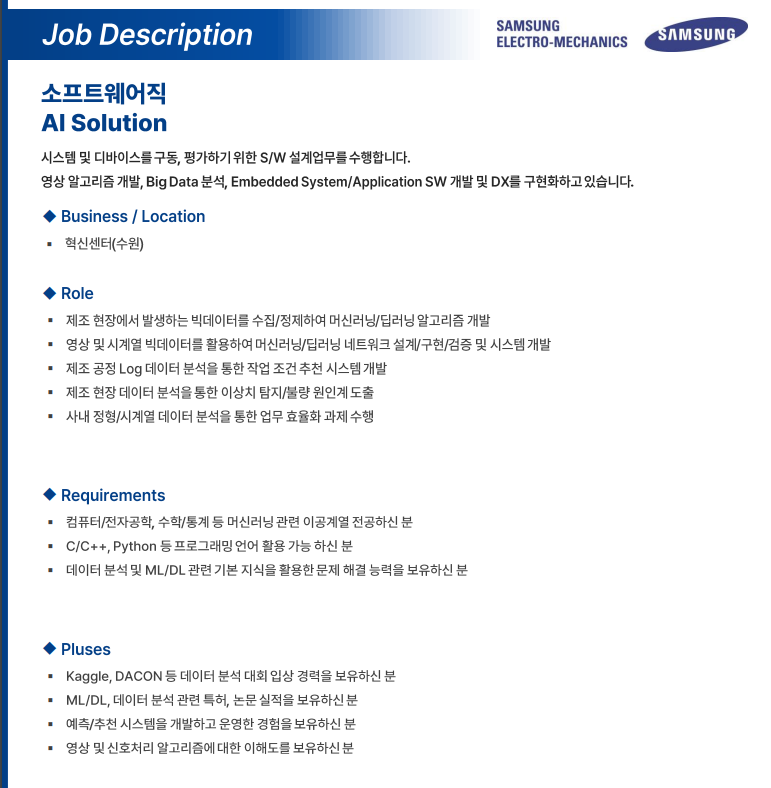 Job Description
SAMSUNG
ELECTRO-MECHANICS
SAMSUNG
소프트웨어직
AI Solution
시스템 및 디바이스를 구동, 평가하기 위한 S/W 설계업무를 수행합니다.
영상 알고리즘 개발, Big Data 분석, Embedded System/Application SW 개발 및 DX를 구현화하고 있습니다.
◆ Business / Location
▪ 혁신센터(수원)
◆ Role
▪ 제조 현장에서 발생하는 빅데이터를 수집/정제하여 머신러닝/딥러닝 알고리즘 개발
▪ 영상 및 시계열 빅데이터를 활용하여 머신러닝/딥러닝 네트워크 설계/구현/검증 및 시스템 개발
▪ 제조 공정 Log 데이터 분석을 통한 작업 조건 추천 시스템 개발
▪ 제조 현장 데이터 분석을 통한 이상치 탐지/불량 원인계 도출
▪ 사내 정형/시계열 데이터 분석을 통한 업무 효율화 과제 수행
◆ Requirements
▪ 컴퓨터/전자공학, 수학/통계 등 머신러닝 관련 이공계열 전공하신 분
▪ C/C++, Python 등 프로그래밍 언어 활용 가능 하신 분
▪ 데이터 분석 및 ML/DL 관련 기본 지식을 활용한 문제 해결 능력을 보유하신 분
◆ Pluses
▪ Kaggle, DACON 등 데이터 분석 대회 입상 경력을 보유하신 분
▪ ML/DL, 데이터 분석 관련 특허, 논문 실적을 보유하신 분
▪ 예측/추천 시스템을 개발하고 운영한 경험을 보유하신 분
▪ 영상 및 신호처리 알고리즘에 대한 이해도를 보유하신 분